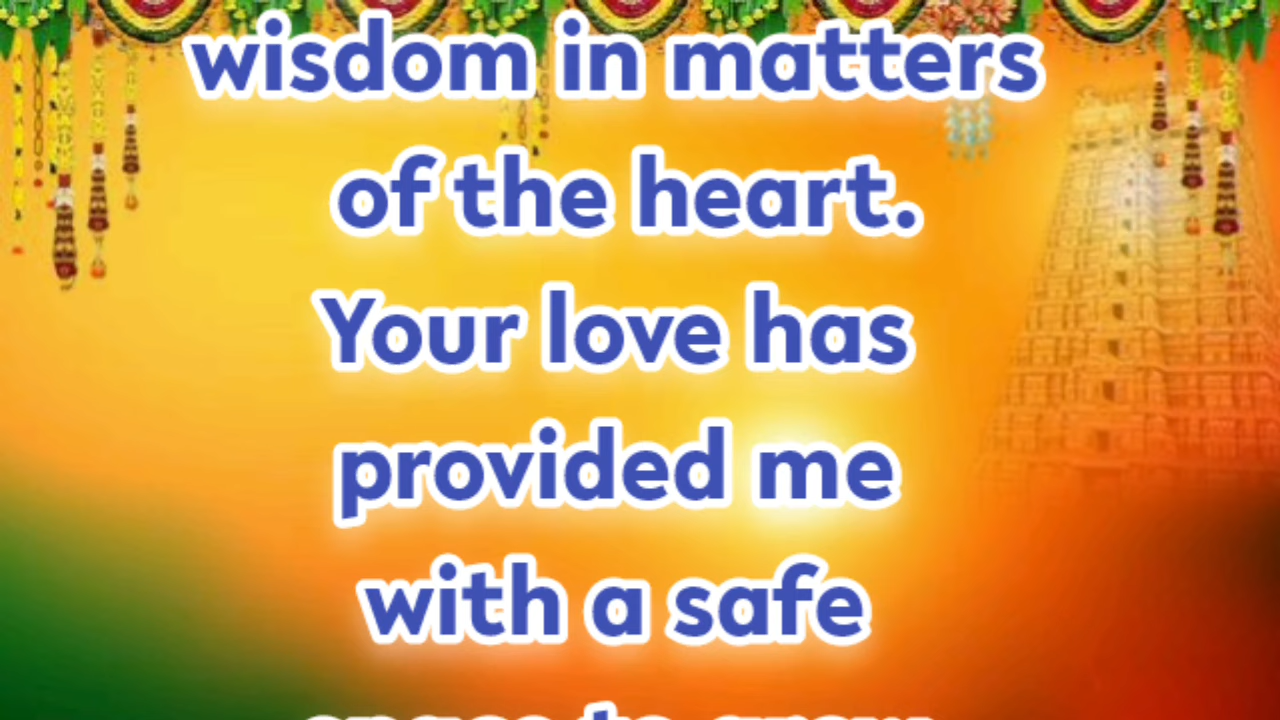 wisdom in matters
of the heart.
Your love has
provided me
with a safe